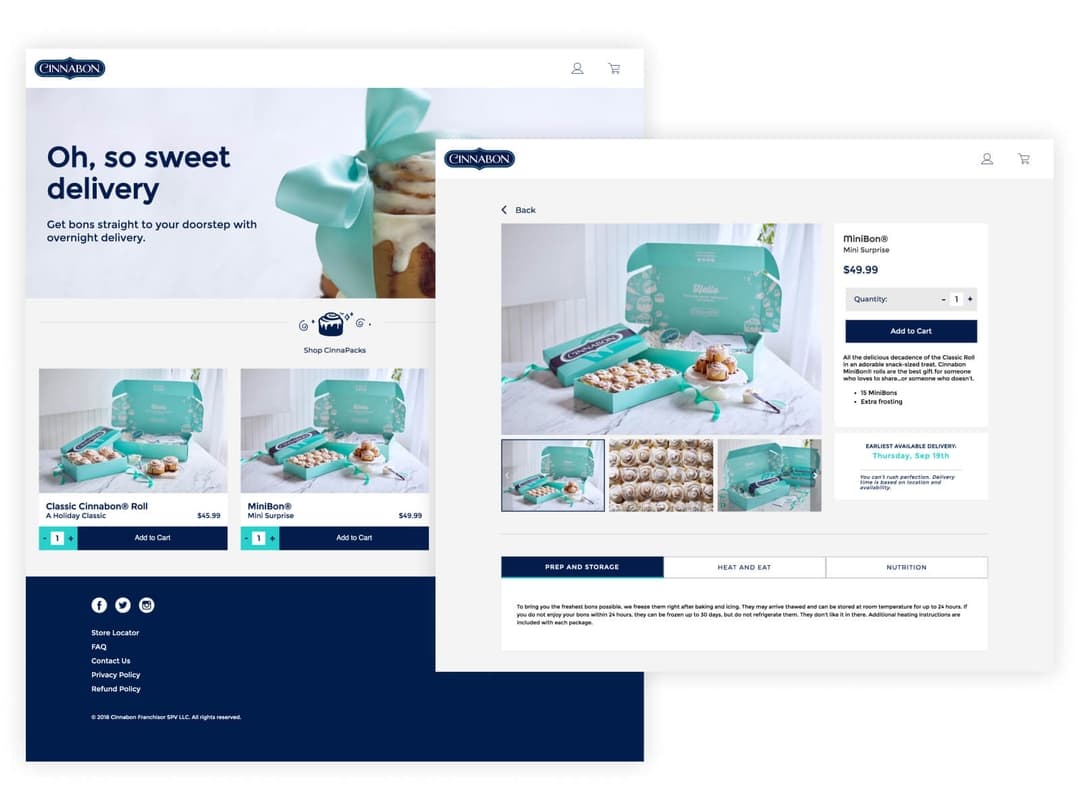 CINNABON
Oh, so sweet
delivery
Get bons straight to your doorstep with
overnight delivery.
Shop CinnaPacks
Classic Cinnabon® Roll
A Holiday Classic
$45.99
- 1 +
Add to Cart
MiniBon®
Mini Surprise
$49.99
- 1 +
Add to Cart
Store Locator
FAQ
Contact Us
Privacy Policy
Refund Policy
© 2018 Cinnabon Franchisor SPV LLC. All rights reserved.
CINNABON
Back
Hello
CINNABON
MiniBon®
Mini Surprise
$49.99
Quantity:
- 1 +
Add to Cart
All the delicious decadence of the Classic Roll
in an adorable snack-sized treat. Cinnabon
MiniBon® rolls are the best gift for someone
who loves to share...or someone who doesn't.
• 15 MiniBons
• Extra frosting
EARLIEST AVAILABLE DELIVERY:
Thursday, Sep 19th
You can't rush perfection. Delivery
time is based on location and
availability.
PREP AND STORAGE
HEAT AND EAT
NUTRITION
To bring you the freshest bons possible, we freeze them right after baking and icing. They may arrive thawed and can be stored at room temperature for up to 24 hours. If
you do not enjoy your bons within 24 hours, they can be frozen up to 30 days, but do not refrigerate them. They don't like it in there. Additional heating instructions are
included with each package.